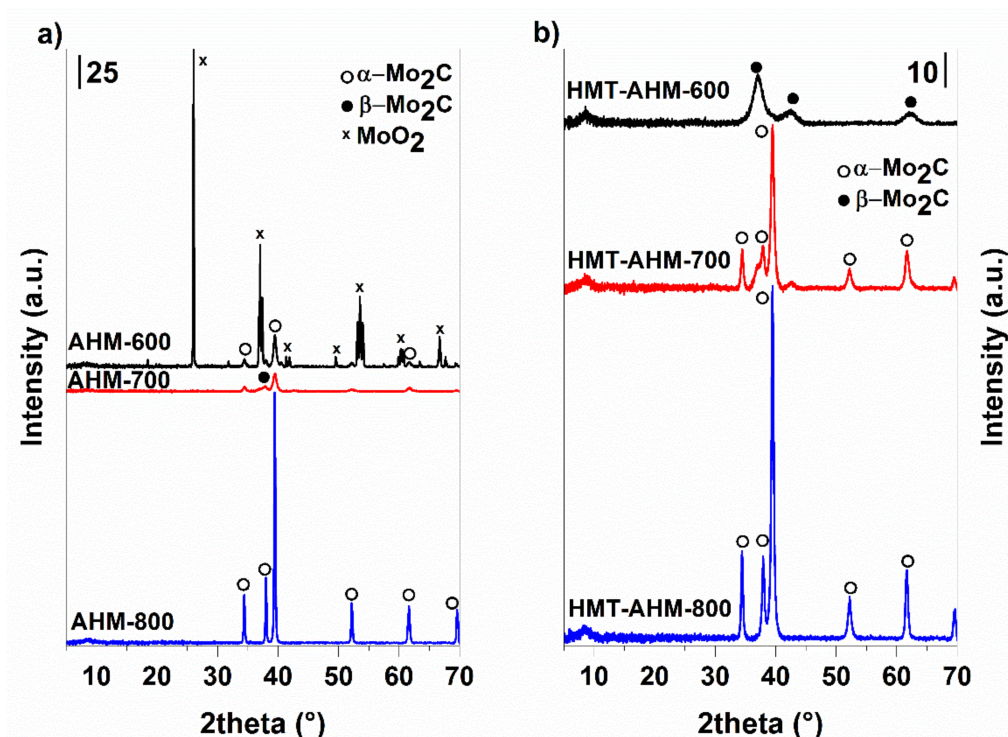 a)
25
α–Mo₂C
β–Mo₂C
x MoO₂
x
x
x
x
x
x
x
AHM-600
AHM-700
AHM-800
Intensity (a.u.)
10 20 30 40 50 60 70
2theta (°)
b)
10
HMT-AHM-600
α–Mo₂C
β–Mo₂C
HMT-AHM-700
HMT-AHM-800
Intensity (a.u.)
10 20 30 40 50 60 70
2theta (°)